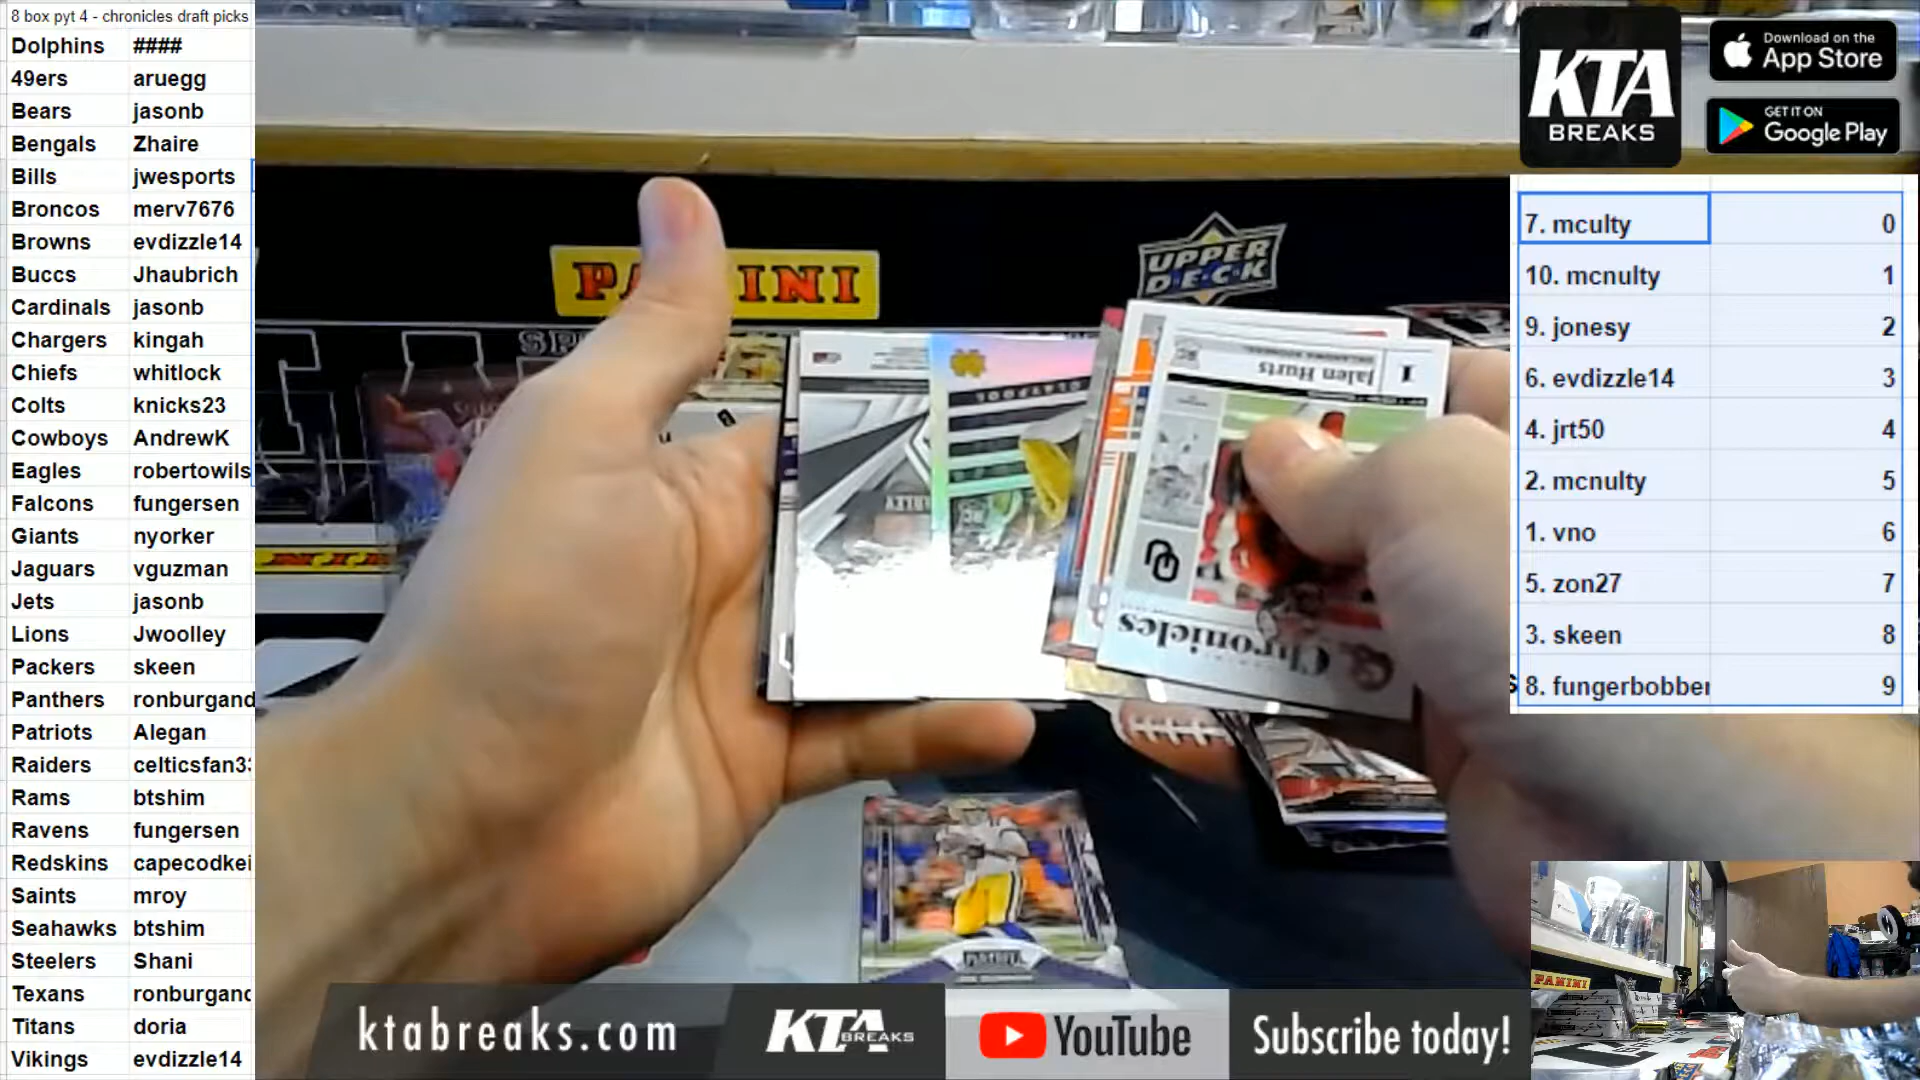 8 box pyt 4 - chronicles draft picks
Dolphins ####
49ers aruegg
Bears jasonb
Bengals Zhaire
Bills jwesports
Broncos merv7676
Browns evdizzle14
Buccs Jhaubrich
Cardinals jasonb
Chargers kingah
Chiefs whitlock
Colts knicks23
Cowboys AndrewK
Eagles robertowils
Falcons fungersen
Giants nyorker
Jaguars vguzman
Jets jasonb
Lions Jwoolley
Packers skeen
Panthers ronburgand
Patriots Alegan
Raiders celticsfan33
Rams btshim
Ravens fungersen
Redskins capecodkei
Saints mroy
Seahawks btshim
Steelers Shani
Texans ronburgand
Titans doria
Vikings evdizzle14
PANINI
UPPER DECK
Jalen Hurts 1
CLAYPOOL
Chronicles
KTA
BREAKS
Download on the
App Store
GET IT ON
Google Play
7. mculty 0
10. mcnulty 1
9. jonesy 2
6. evdizzle14 3
4. jrt50 4
2. mcnulty 5
1. vno 6
5. zon27 7
3. skeen 8
8. fungerbobber 9
PANINI
ktabreaks.com
KTA BREAKS
YouTube
Subscribe today!